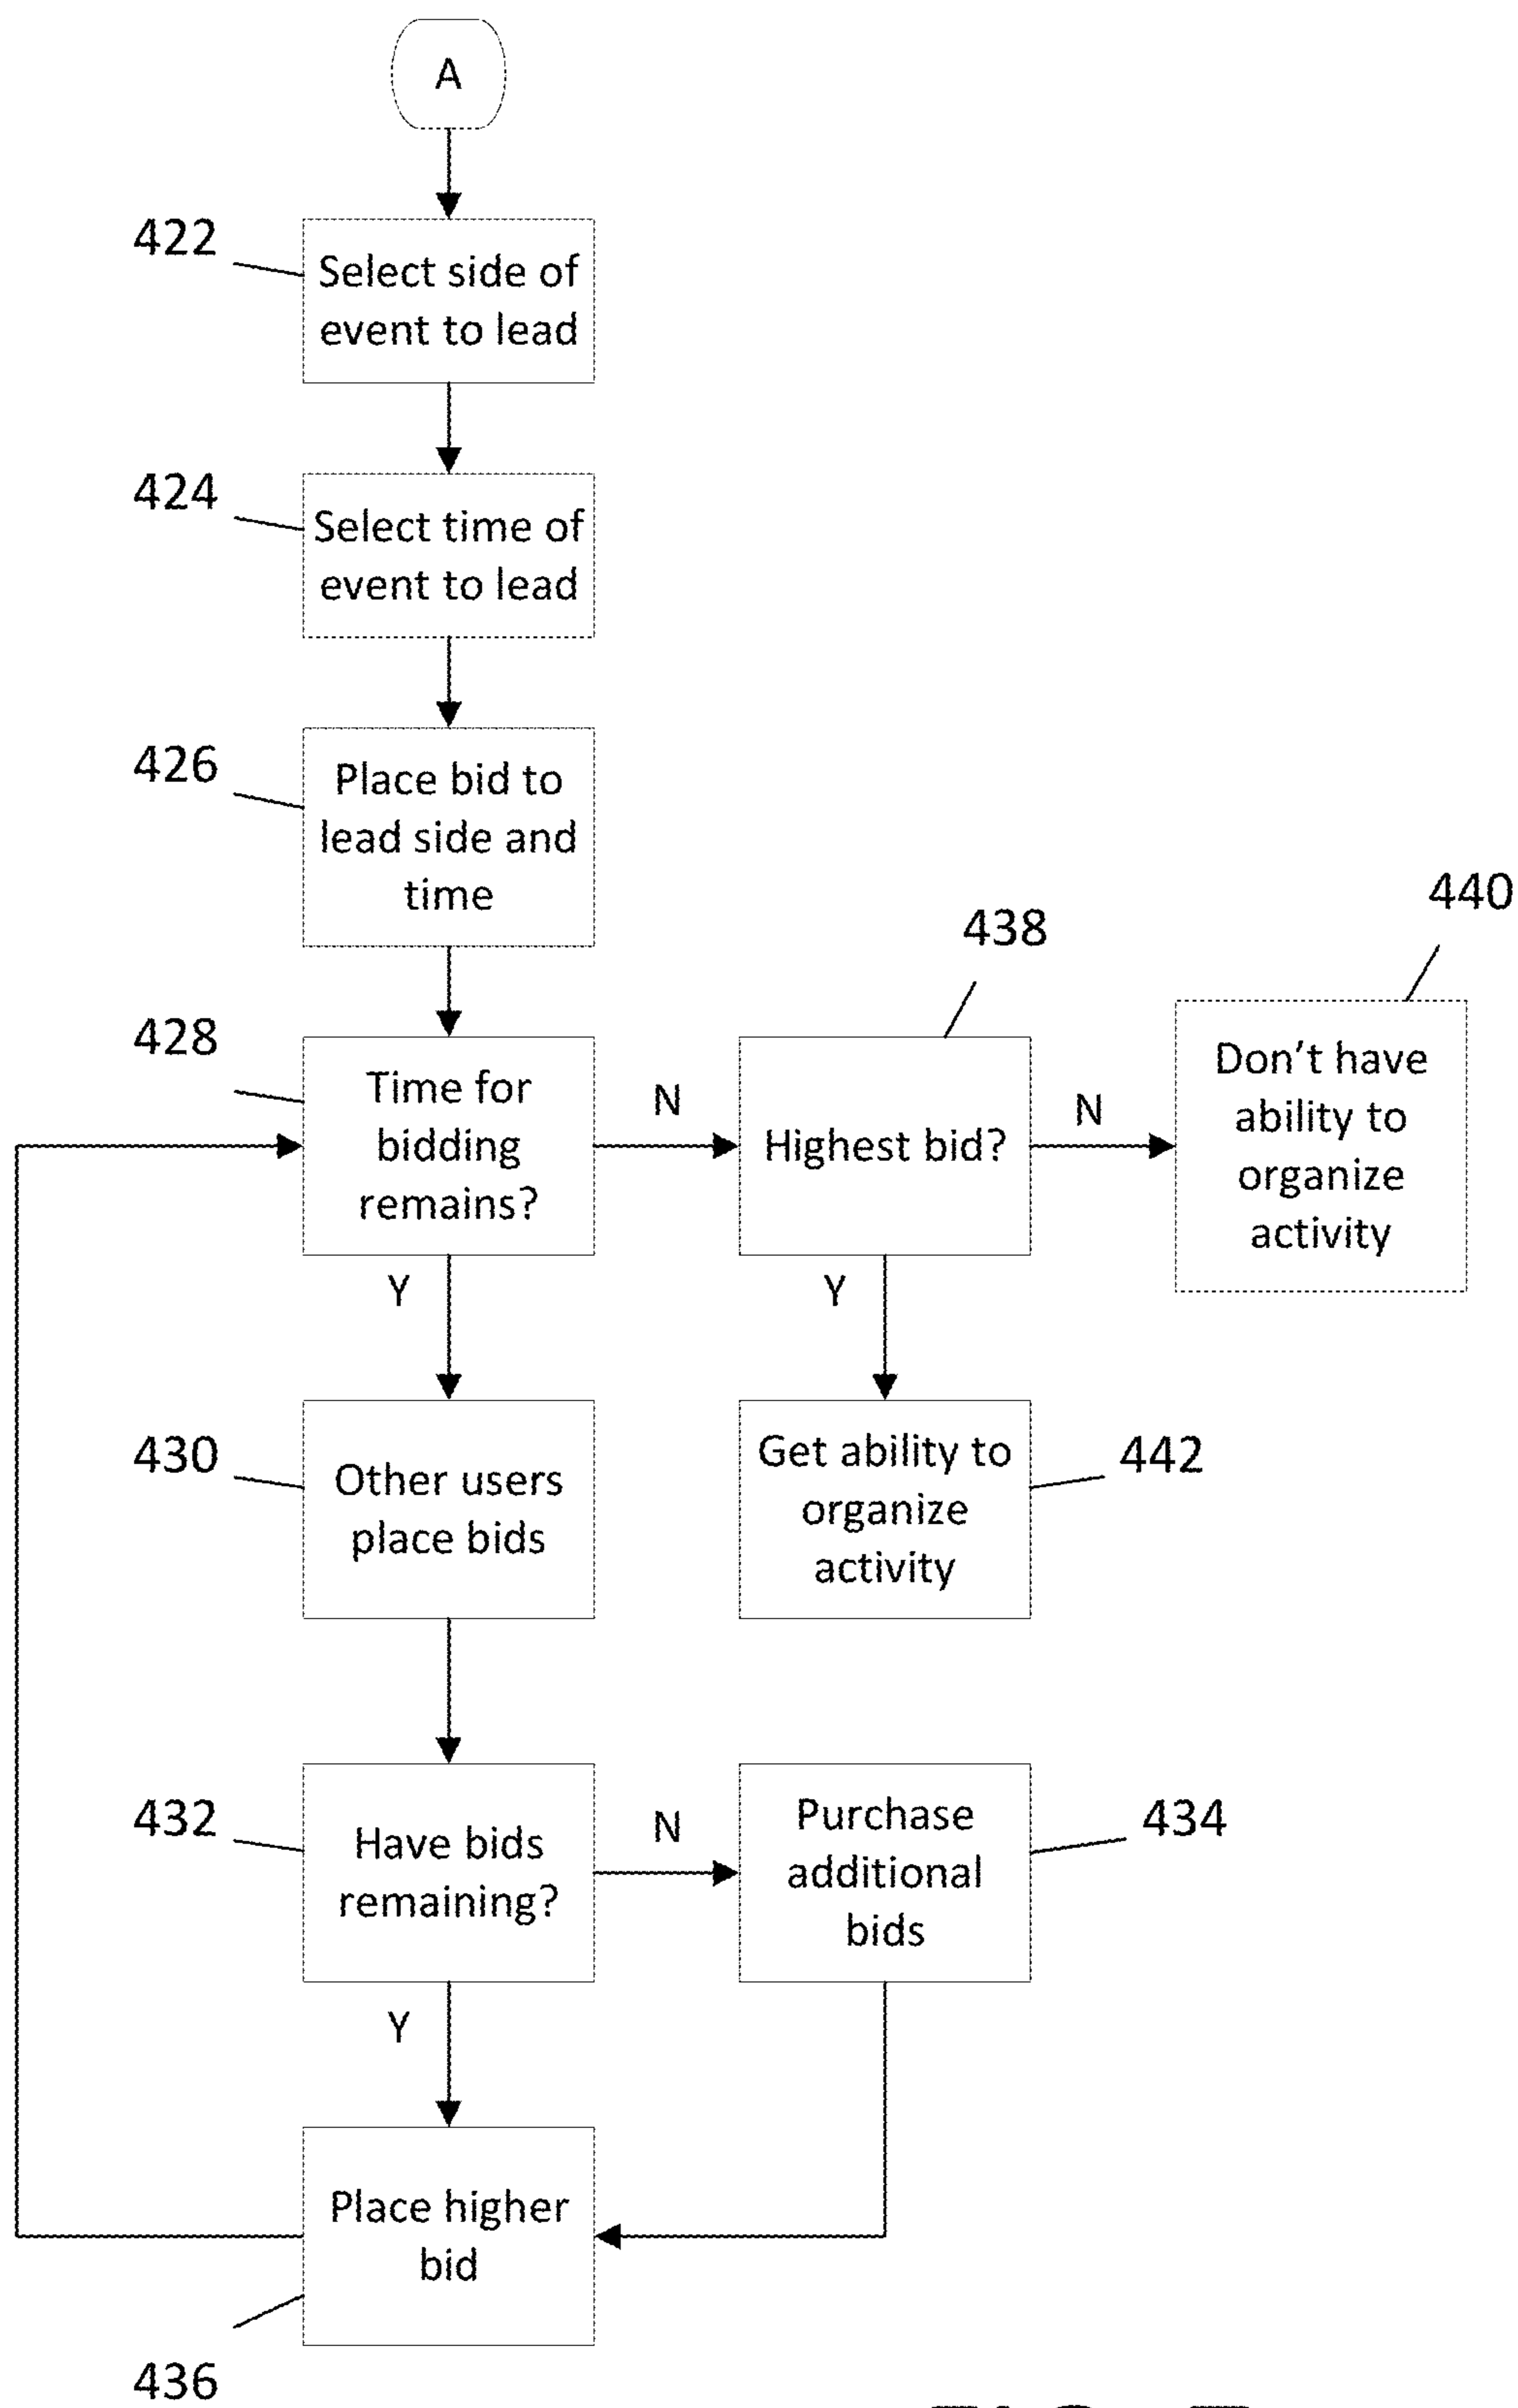 A
422
Select side of
event to lead
424
Select time of
event to lead
426
Place bid to
lead side and
time
428
Time for
bidding
remains?
N
438
Highest bid?
N
440
Don't have
ability to
organize
activity
Y
Y
430
Other users
place bids
Get ability to
organize
activity
442
432
Have bids
remaining?
N
Purchase
additional
bids
434
Y
Place higher
bid
436